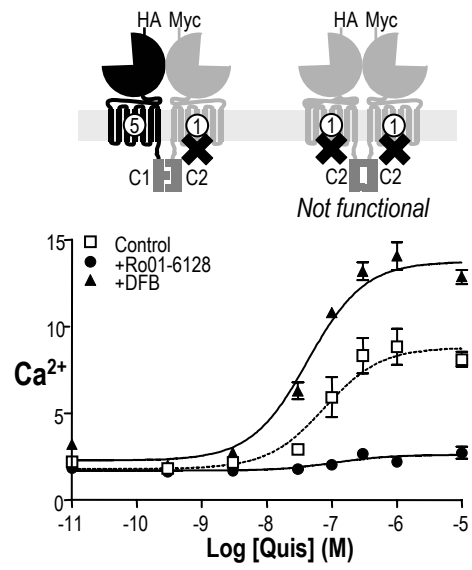 HA Myc HA Myc
5 1 1 1
C1 C2 C2 C2
Not functional
15
Control
+Ro01-6128
+DFB
10
Ca2+
5
0
-11 -10 -9 -8 -7 -6 -5
Log [Quis] (M)